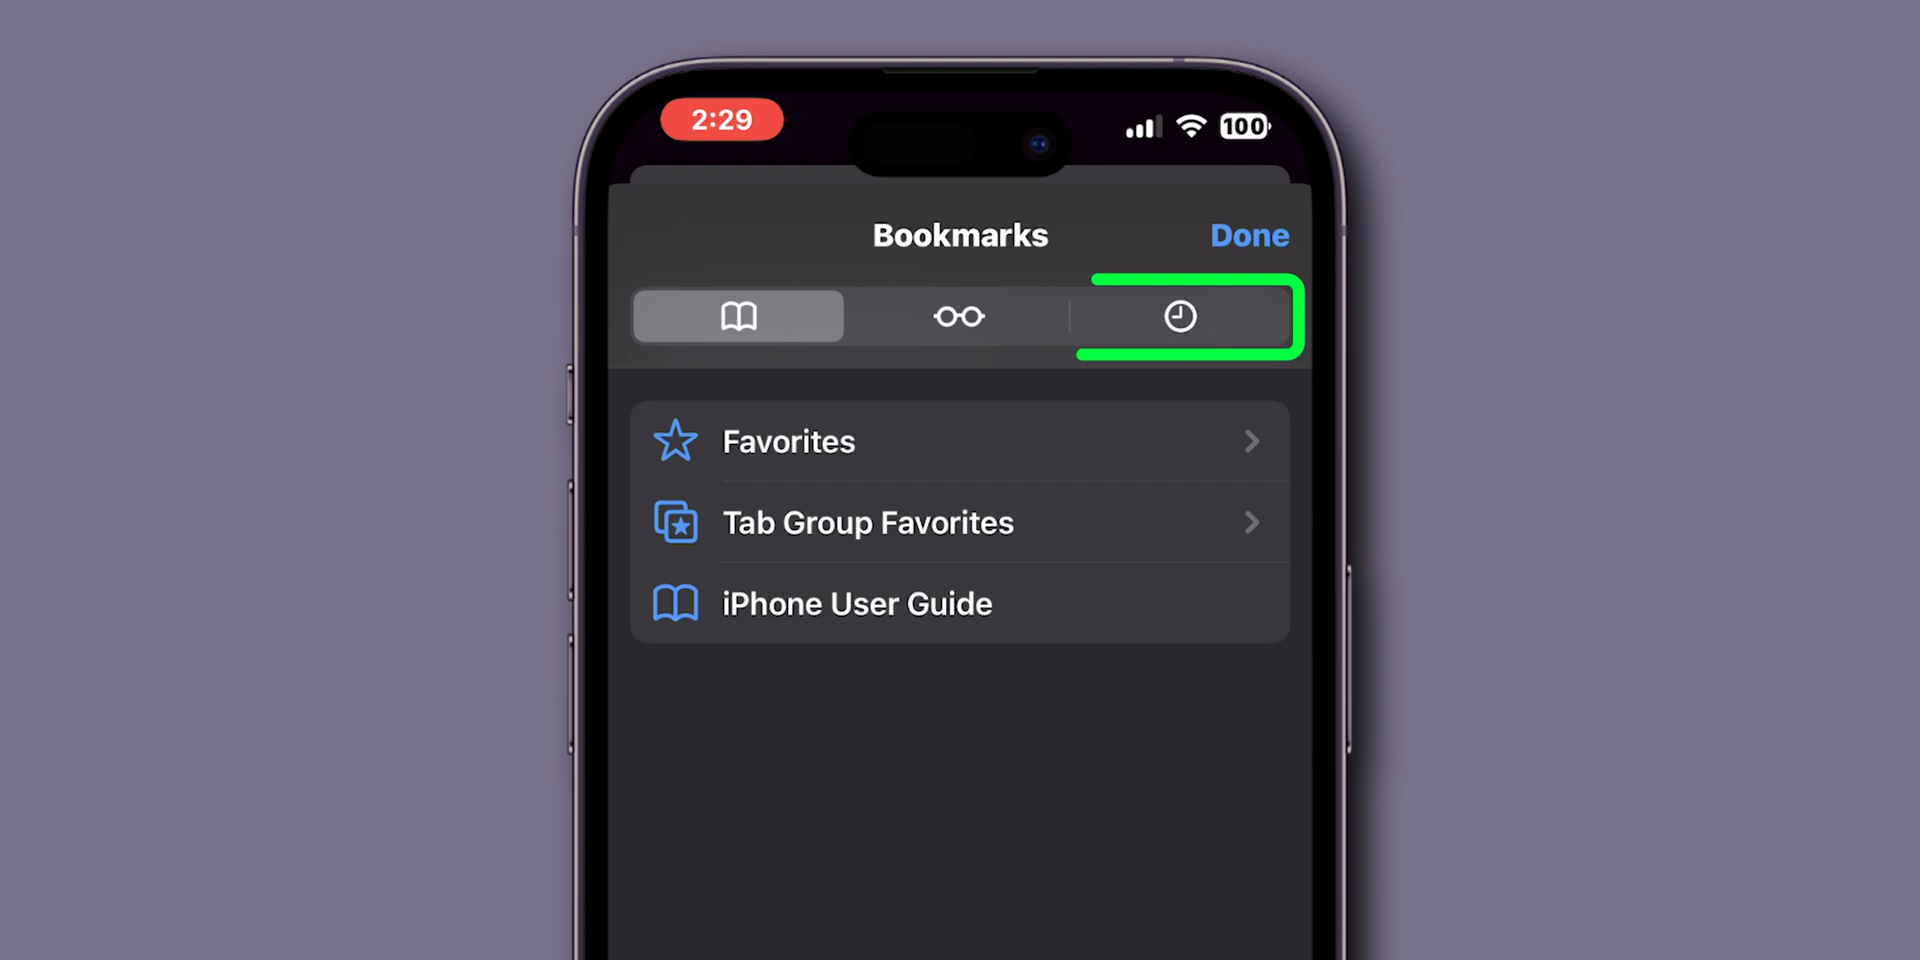 2:29
100
Bookmarks
Done
Favorites
Tab Group Favorites
iPhone User Guide